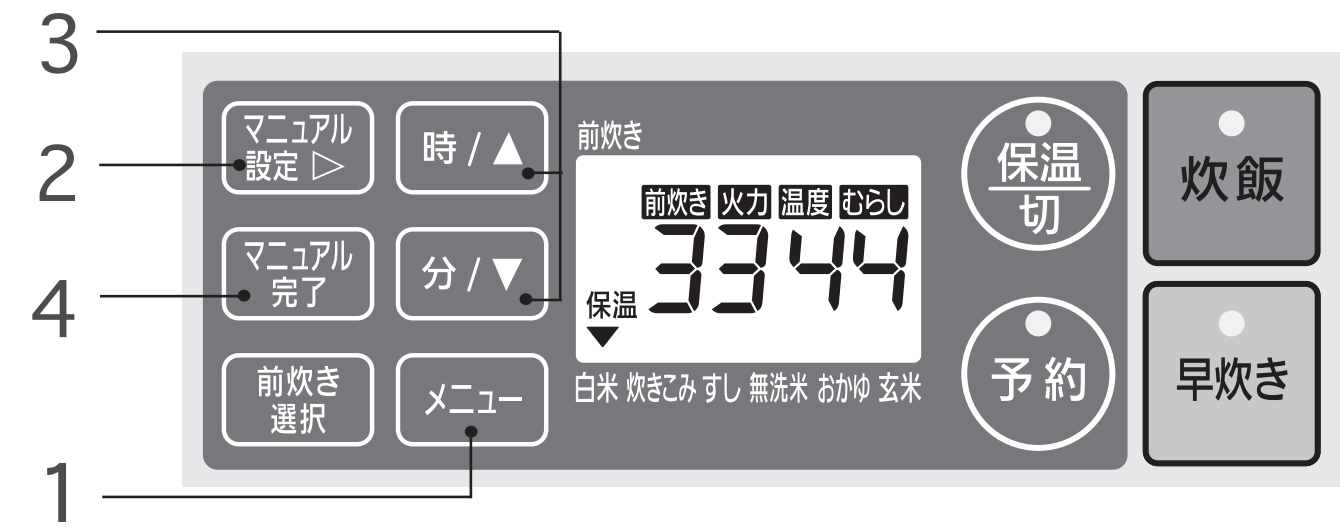 3
2
4
1
マニュアル
設定 ▷
時 / ▲
マニュアル
完了
分 / ▼
前炊き
選択
メニュー
前炊き
前炊き 火力 温度 むらし
3344
保温
▼
白米 炊きこみ すし 無洗米 おかゆ 玄米
保温
切
予約
炊飯
早炊き